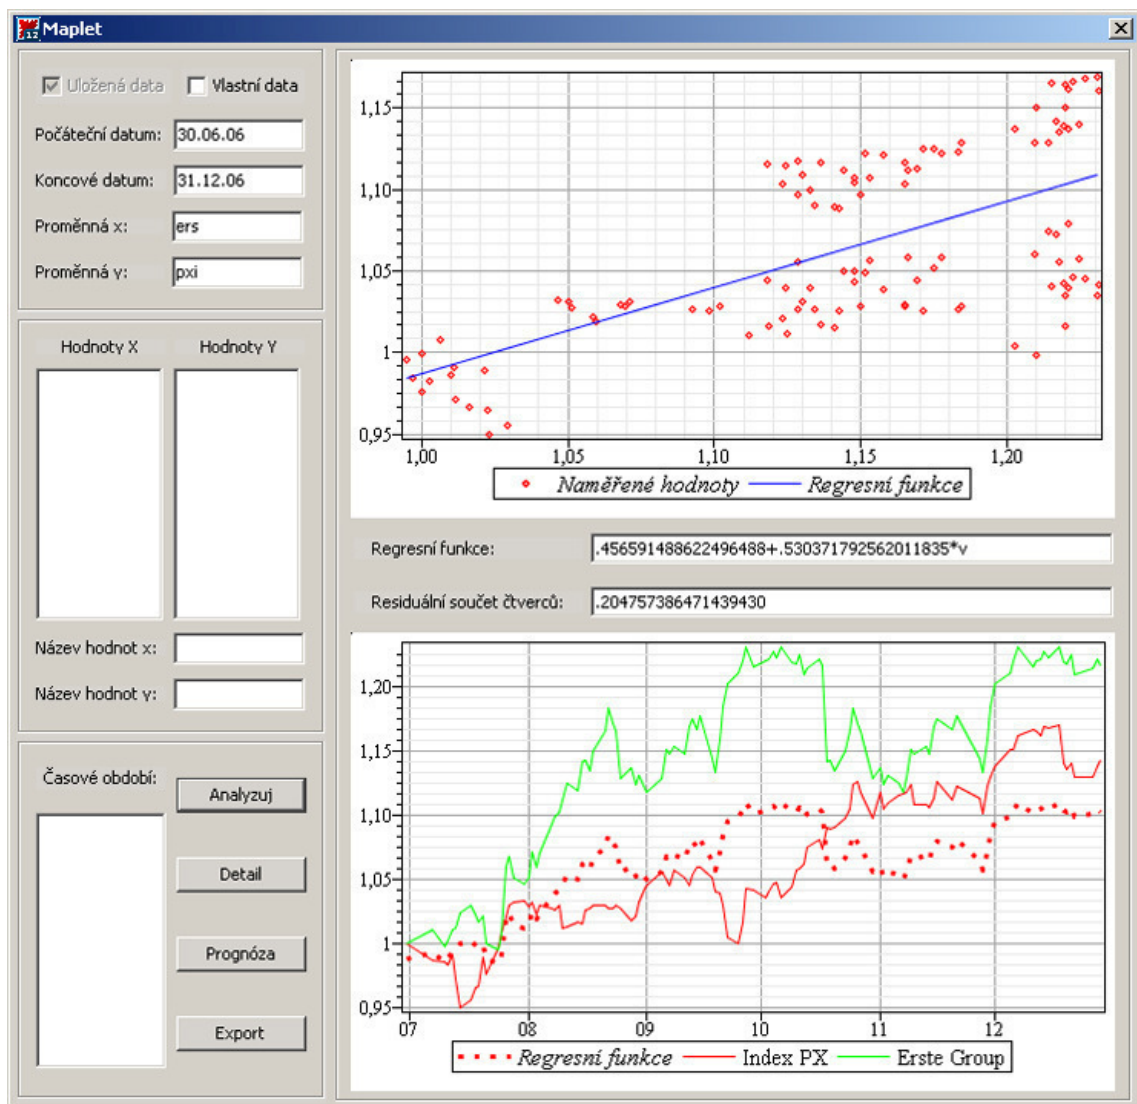 Maplet
Uložená data Vlastní data
Počáteční datum: 30.06.06
Koncové datum: 31.12.06
Proměnná x: ers
Proměnná y: pxi
Hodnoty X Hodnoty Y
Název hodnot x:
Název hodnot y:
Časové období:
Analyzuj
Detail
Prognóza
Export
1,15
1,10
1,05
1
0,95
1,00 1,05 1,10 1,15 1,20
Naměřené hodnoty Regresní funkce
Regresní funkce: .456591488622496488+.530371792562011835*v
Residuální součet čtverců: .204757386471439430
1,20
1,15
1,10
1,05
1
0,95
07 08 09 10 11 12
Regresní funkce Index PX Erste Group